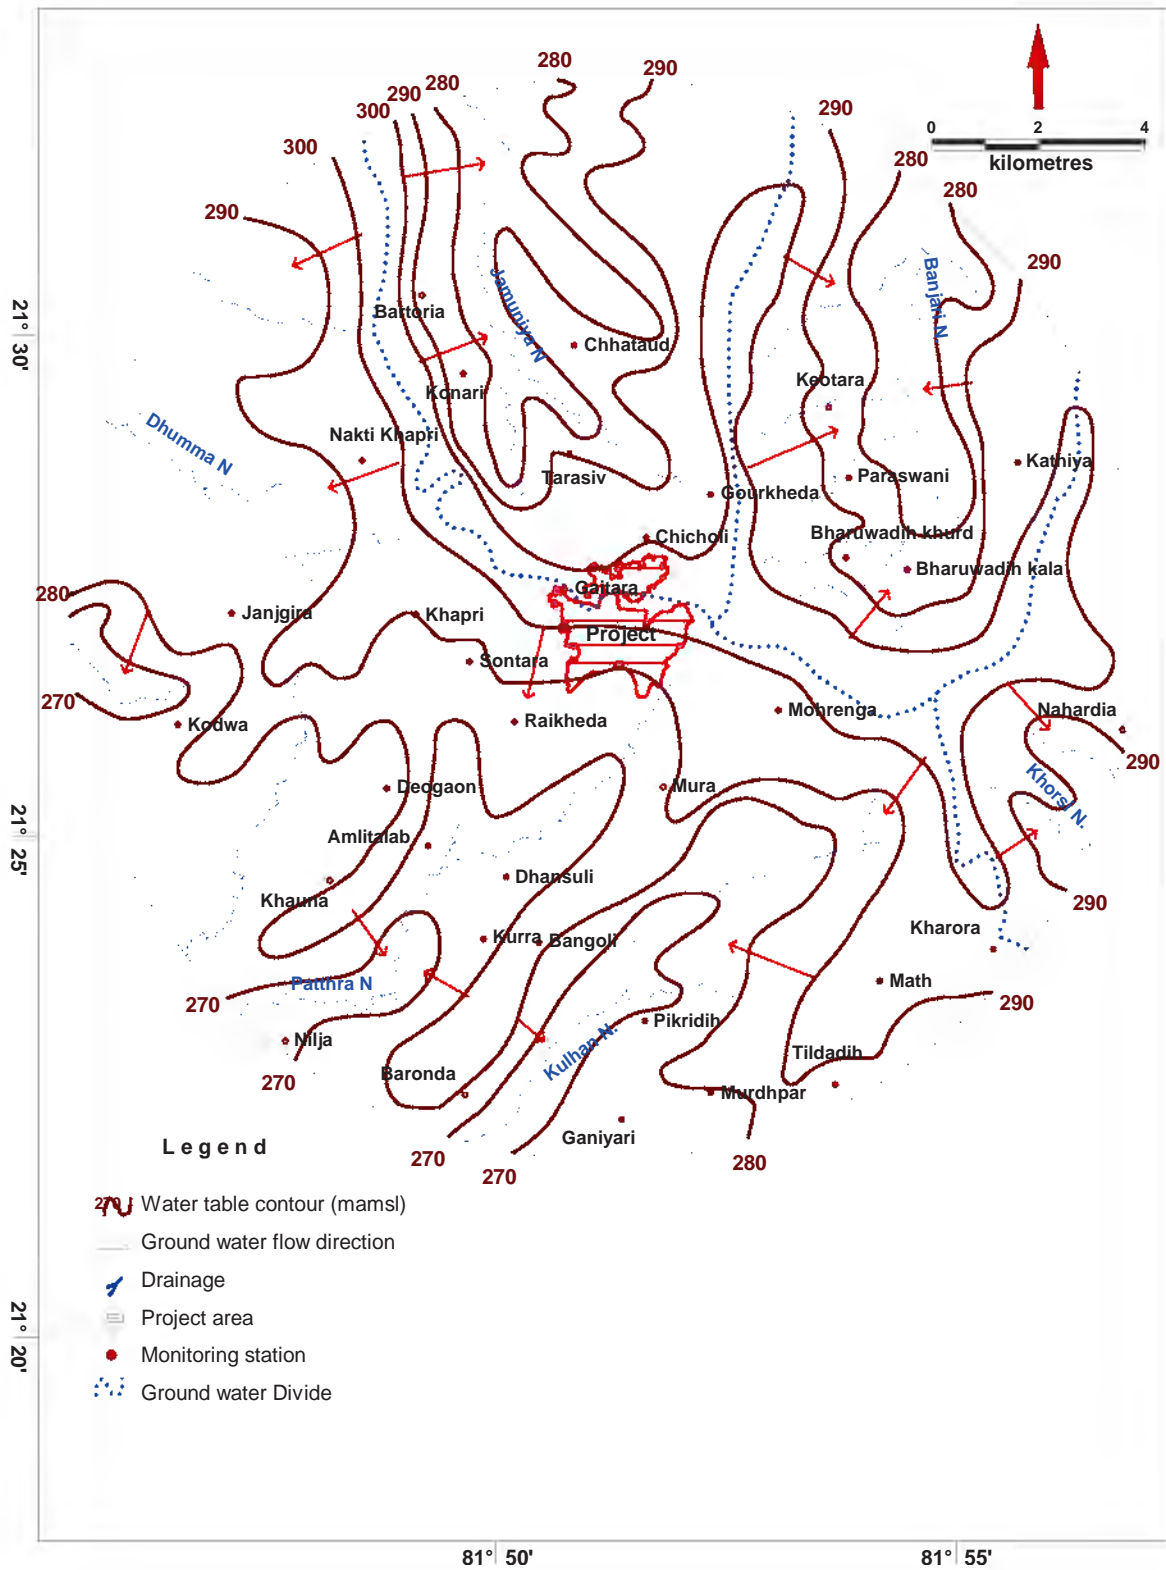 280
290
280
290
300
290
0
2
4
kilometres
300
280
280
290
290
21° 30'
Jamuniya N
Banjari N
Bartoria
Chhataud
Konari
Keotara
Dhumma N
Nakti Khapri
Tarasiv
Gourkheda
Paraswani
Kathiya
Chicholi
Bharuwadih khurd
Bharuwadih kala
Gaitara
280
Janjgira
Khapri
Project
Sontara
270
Kodwa
Raikheda
Mohrenga
Nahardia
290
Deogaon
Mura
Khorsi N.
21° 25'
Amlitalab
Dhansuli
Khauna
290
Kurra
Bangoli
Kharora
Patthra N
Math
270
290
Pikridih
Nilja
Kulhan N.
Tildadih
270
Baronda
Murdhpar
Ganiyari
270
270
280
Legend
270
Water table contour (mamsl)
Ground water flow direction
Drainage
Project area
Monitoring station
Ground water Divide
21° 20'
81° 50'
81° 55'